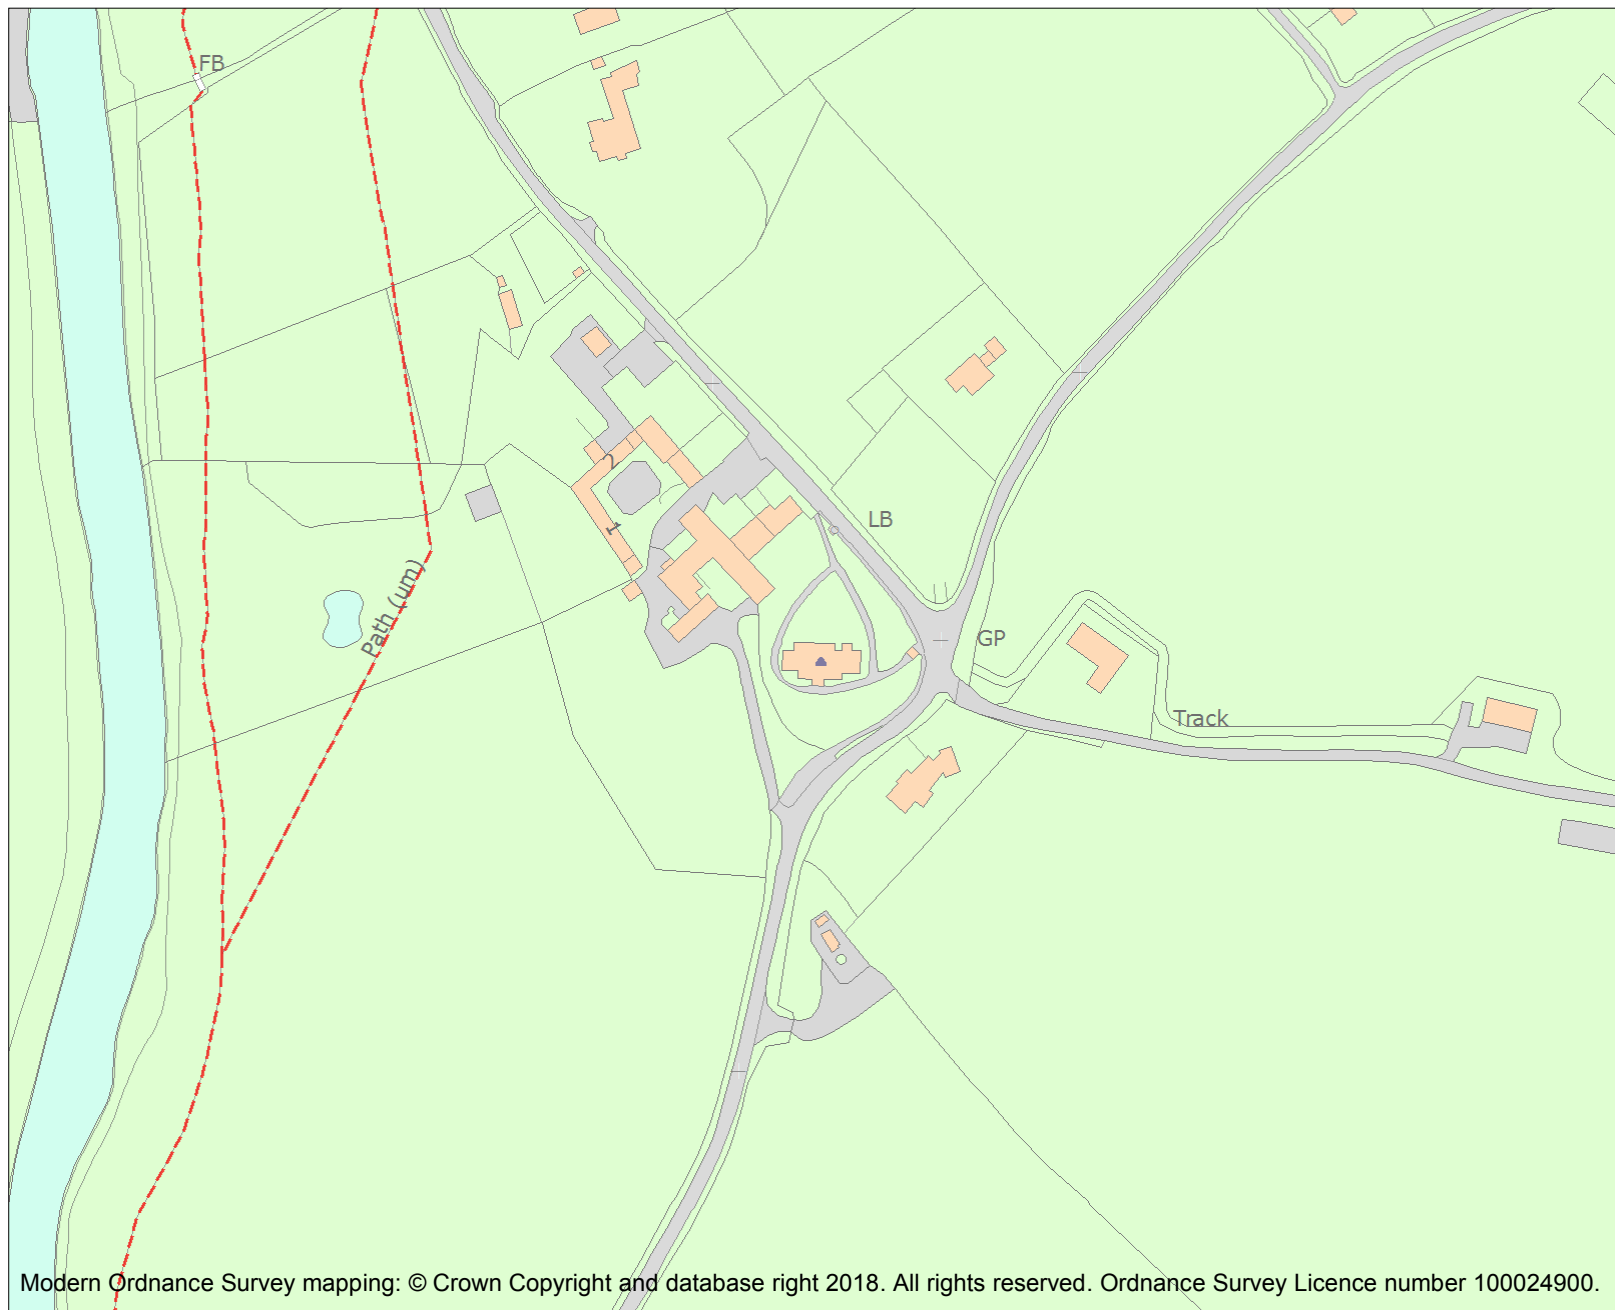 FB
2
1
LB
Path (um)
GP
Track
Modern Ordnance Survey mapping: © Crown Copyright and database right 2018. All rights reserved. Ordnance Survey Licence number 100024900.